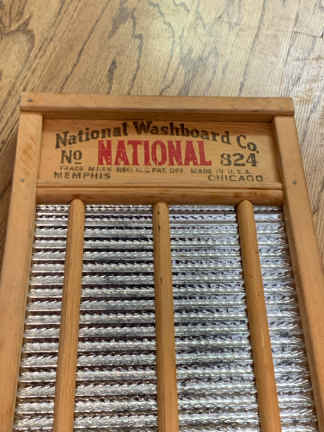 National Washboard Co.
No NATIONAL 824
TRADE MARK REG. U.S. PAT. OFF. MADE IN U.S.A.
MEMPHIS CHICAGO